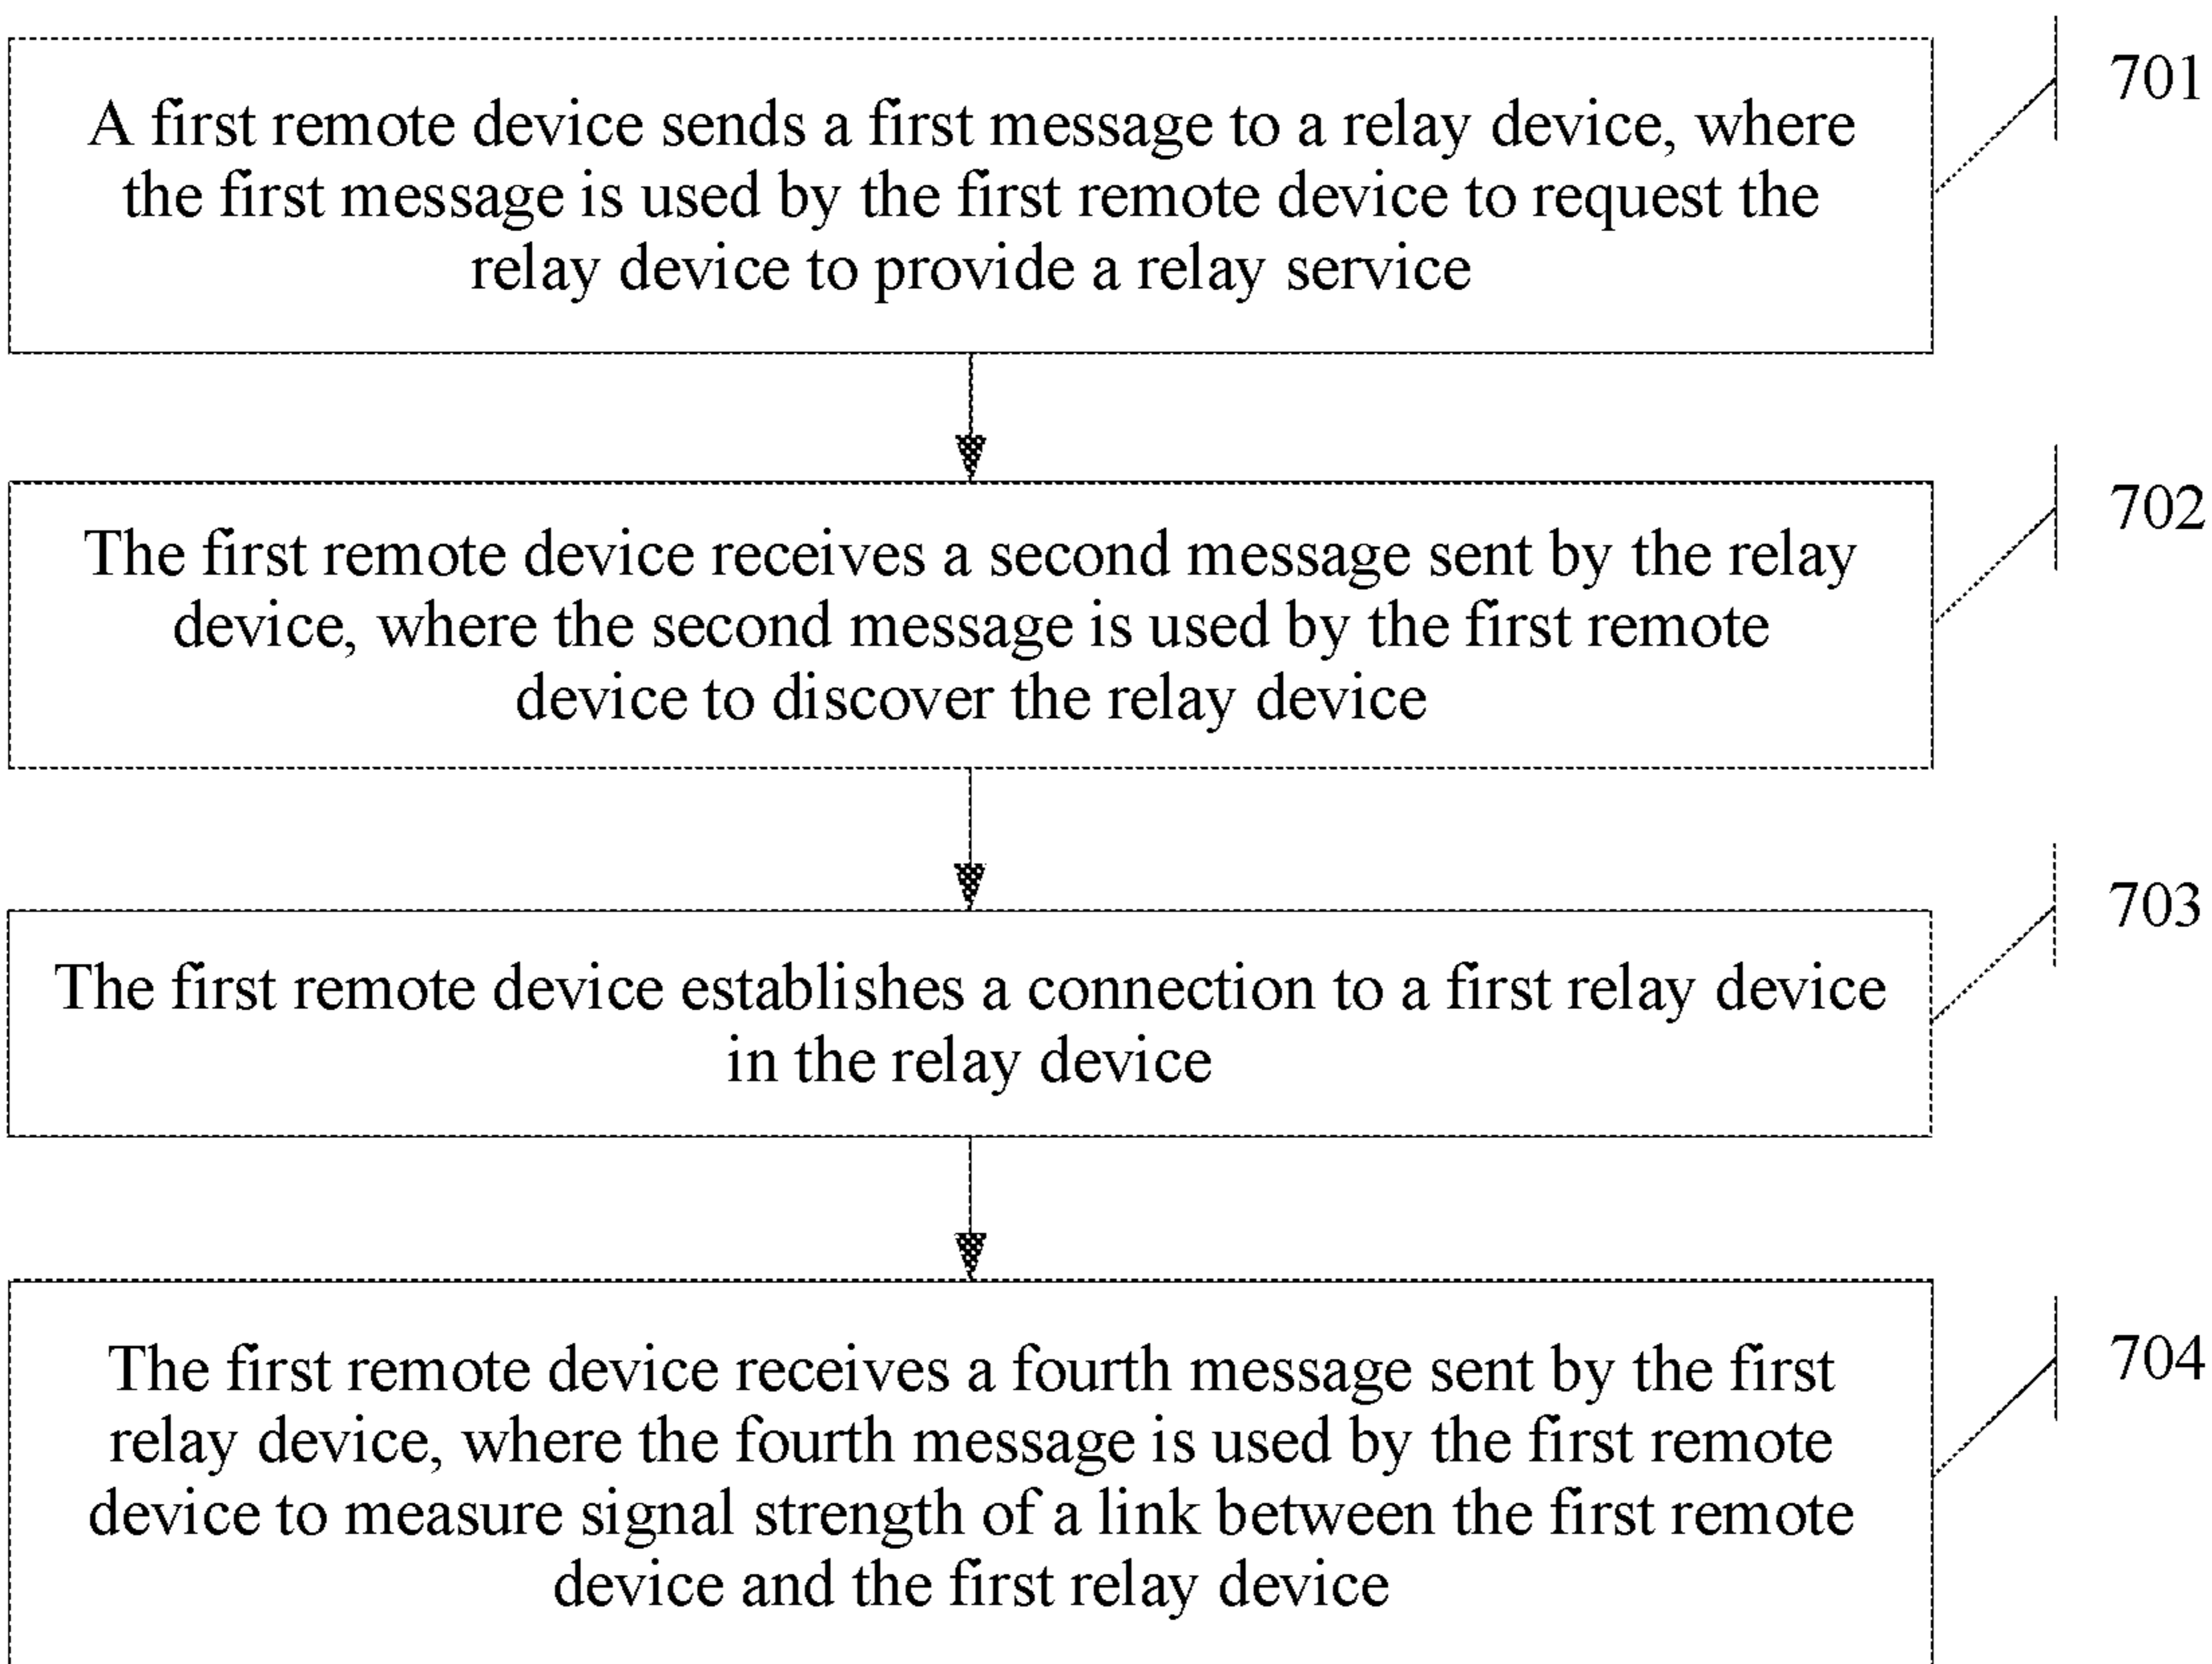 A first remote device sends a first message to a relay device, where
the first message is used by the first remote device to request the
relay device to provide a relay service
701
The first remote device receives a second message sent by the relay
device, where the second message is used by the first remote
device to discover the relay device
702
The first remote device establishes a connection to a first relay device
in the relay device
703
The first remote device receives a fourth message sent by the first
relay device, where the fourth message is used by the first remote
device to measure signal strength of a link between the first remote
device and the first relay device
704